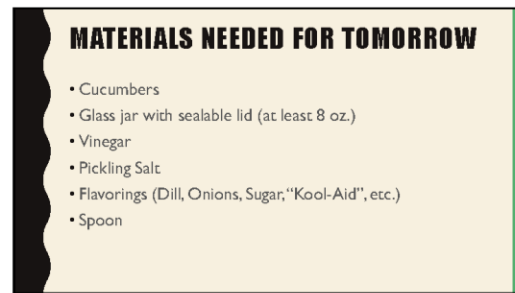 MATERIALS NEEDED FOR TOMORROW
• Cucumbers
• Glass jar with sealable lid (at least 8 oz.)
• Vinegar
• Pickling Salt
• Flavorings (Dill, Onions, Sugar, “Kool-Aid”, etc.)
• Spoon